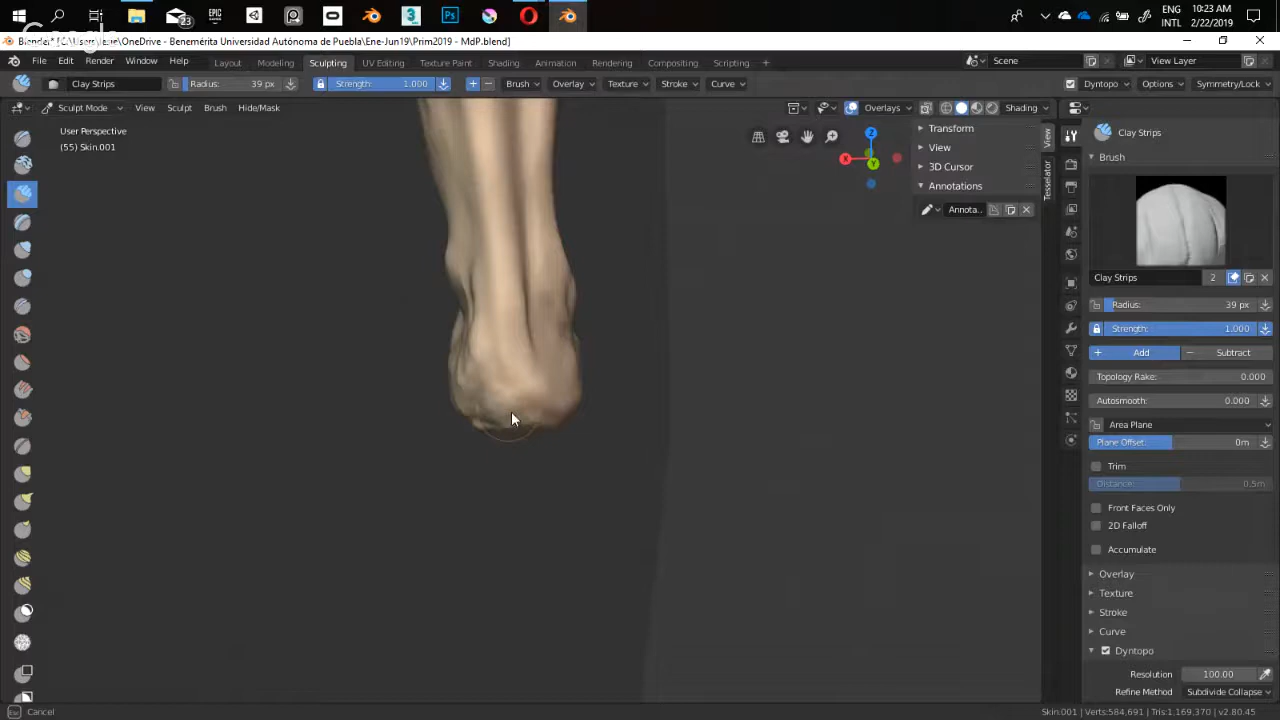 23
ENG
INTL
10:23 AM
2/22/2019
Google
Blender* [C:\Users\jesie\OneDrive - Benemérita Universidad Autónoma de Puebla\Ene-Jun19\Prim2019 - MdP.blend]
File Edit Render Window Help Layout Modeling Sculpting UV Editing Texture Paint Shading Animation Rendering Compositing Scripting + Scene View Layer
Clay Strips Radius: 39 px Strength: 1.000 Brush Overlay Texture Stroke Curve Dyntopo Options Symmetry/Lock
Sculpt Mode View Sculpt Brush Hide/Mask Overlays Shading
User Perspective
(55) Skin.001
Transform
View
3D Cursor
Annotations
Annota..
View
Tesselator
Clay Strips
Brush
Clay Strips 2
Radius: 39 px
Strength: 1.000
Add Subtract
Topology Rake: 0.000
Autosmooth: 0.000
Area Plane
Plane Offset: 0m
Trim
Distance: 0.5m
Front Faces Only
2D Falloff
Accumulate
Overlay
Texture
Stroke
Curve
Dyntopo
Resolution 100.00
Refine Method Subdivide Collapse
Esc Cancel Skin.001 | Verts:584,691 | Tris:1,169,370 | v2.80.45